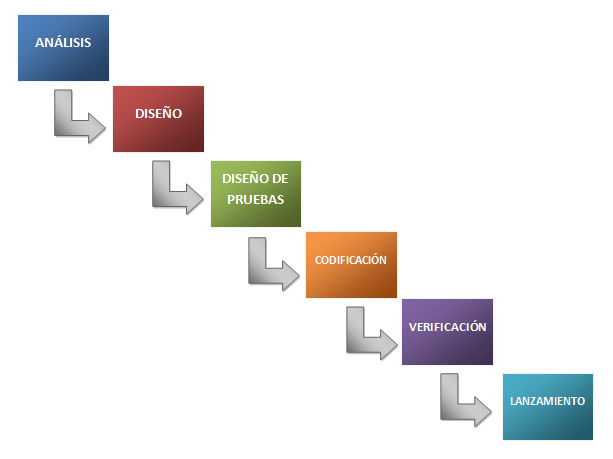 ANÁLISIS
DISEÑO
DISEÑO DE
PRUEBAS
CODIFICACIÓN
VERIFICACIÓN
LANZAMIENTO